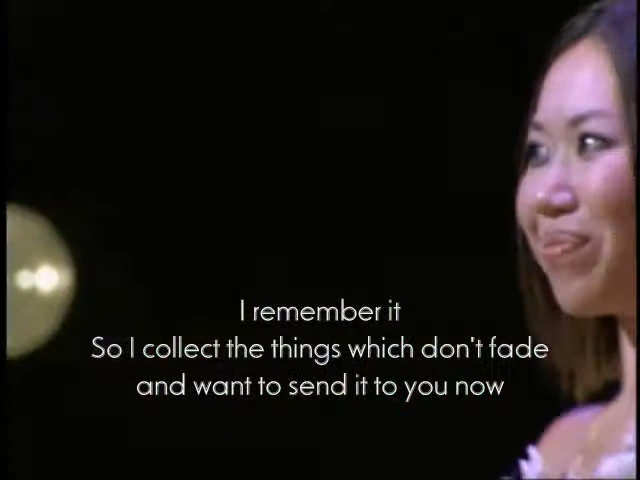 I remember it
So I collect the things which don't fade
and want to send it to you now